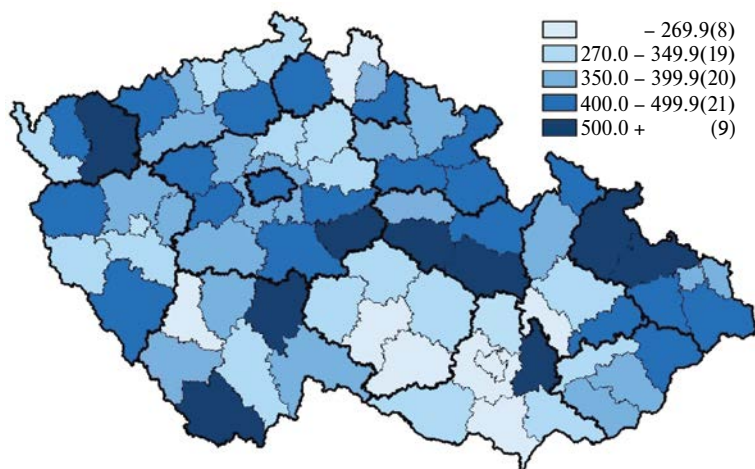 – 269.9(8)
270.0 – 349.9(19)
350.0 – 399.9(20)
400.0 – 499.9(21)
500.0 + (9)